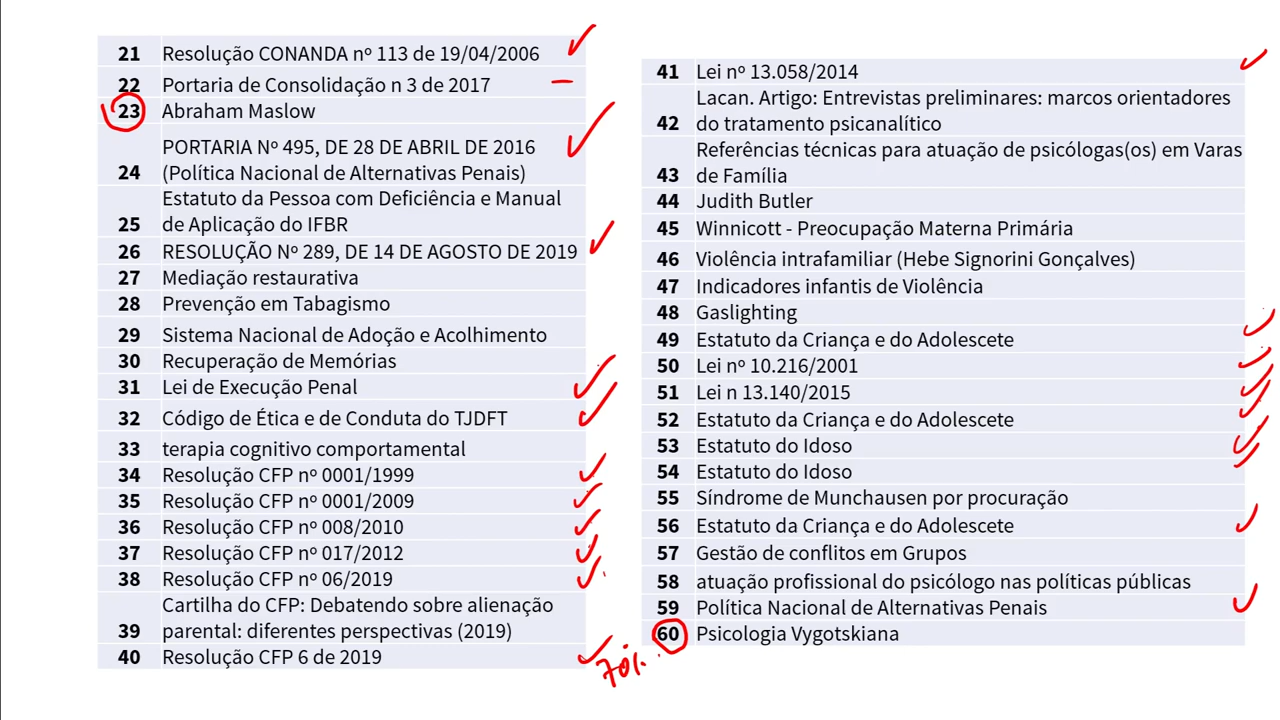 21 Resolução CONANDA nº 113 de 19/04/2006
22 Portaria de Consolidação n 3 de 2017
23 Abraham Maslow
PORTARIA Nº 495, DE 28 DE ABRIL DE 2016
24 (Política Nacional de Alternativas Penais)
Estatuto da Pessoa com Deficiência e Manual
25 de Aplicação do IFBR
26 RESOLUÇÃO Nº 289, DE 14 DE AGOSTO DE 2019
27 Mediação restaurativa
28 Prevenção em Tabagismo
29 Sistema Nacional de Adoção e Acolhimento
30 Recuperação de Memórias
31 Lei de Execução Penal
32 Código de Ética e de Conduta do TJDFT
33 terapia cognitivo comportamental
34 Resolução CFP nº 0001/1999
35 Resolução CFP nº 0001/2009
36 Resolução CFP nº 008/2010
37 Resolução CFP nº 017/2012
38 Resolução CFP nº 06/2019
Cartilha do CFP: Debatendo sobre alienação
39 parental: diferentes perspectivas (2019)
40 Resolução CFP 6 de 2019
70%
41 Lei nº 13.058/2014
Lacan. Artigo: Entrevistas preliminares: marcos orientadores
42 do tratamento psicanalítico
Referências técnicas para atuação de psicólogas(os) em Varas
43 de Família
44 Judith Butler
45 Winnicott - Preocupação Materna Primária
46 Violência intrafamiliar (Hebe Signorini Gonçalves)
47 Indicadores infantis de Violência
48 Gaslighting
49 Estatuto da Criança e do Adolescete
50 Lei nº 10.216/2001
51 Lei n 13.140/2015
52 Estatuto da Criança e do Adolescete
53 Estatuto do Idoso
54 Estatuto do Idoso
55 Síndrome de Munchausen por procuração
56 Estatuto da Criança e do Adolescete
57 Gestão de conflitos em Grupos
58 atuação profissional do psicólogo nas políticas públicas
59 Política Nacional de Alternativas Penais
60 Psicologia Vygotskiana